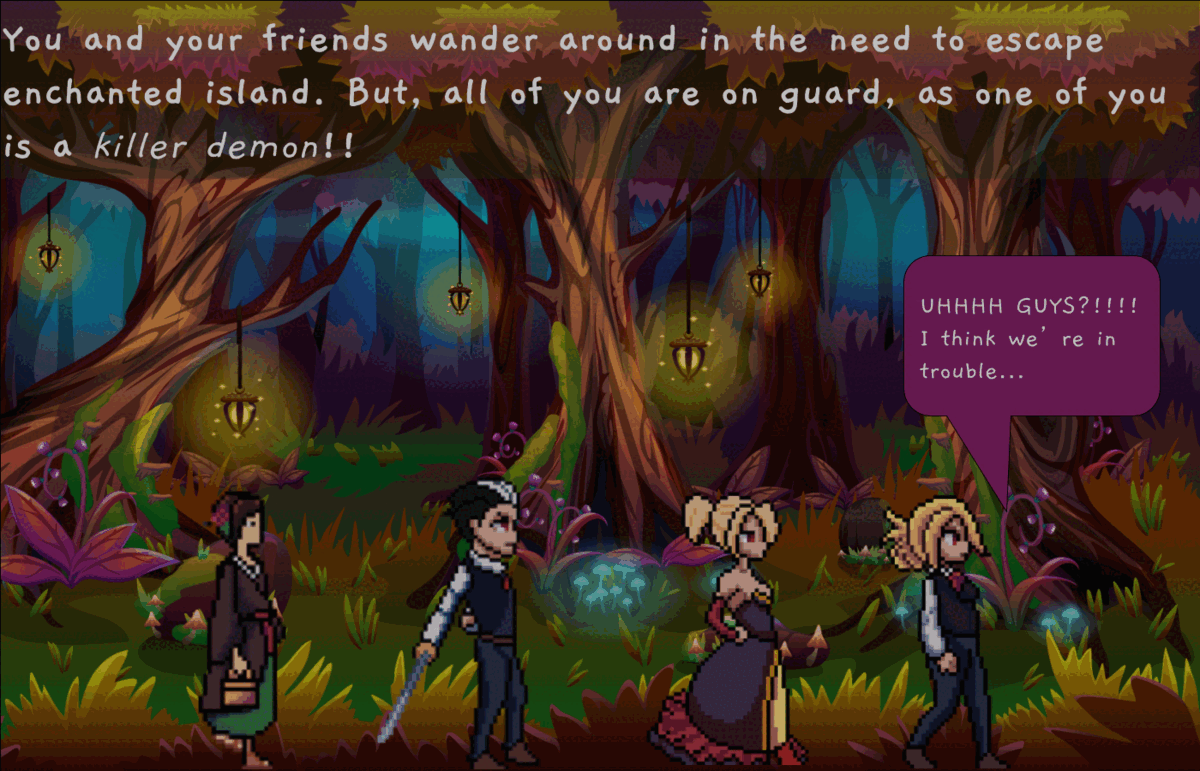 You and your friends wander around in the need to escape
enchanted island. But, all of you are on guard, as one of you
is a killer demon!!
UHHHH GUYS?!!!!
I think we’re in
trouble...